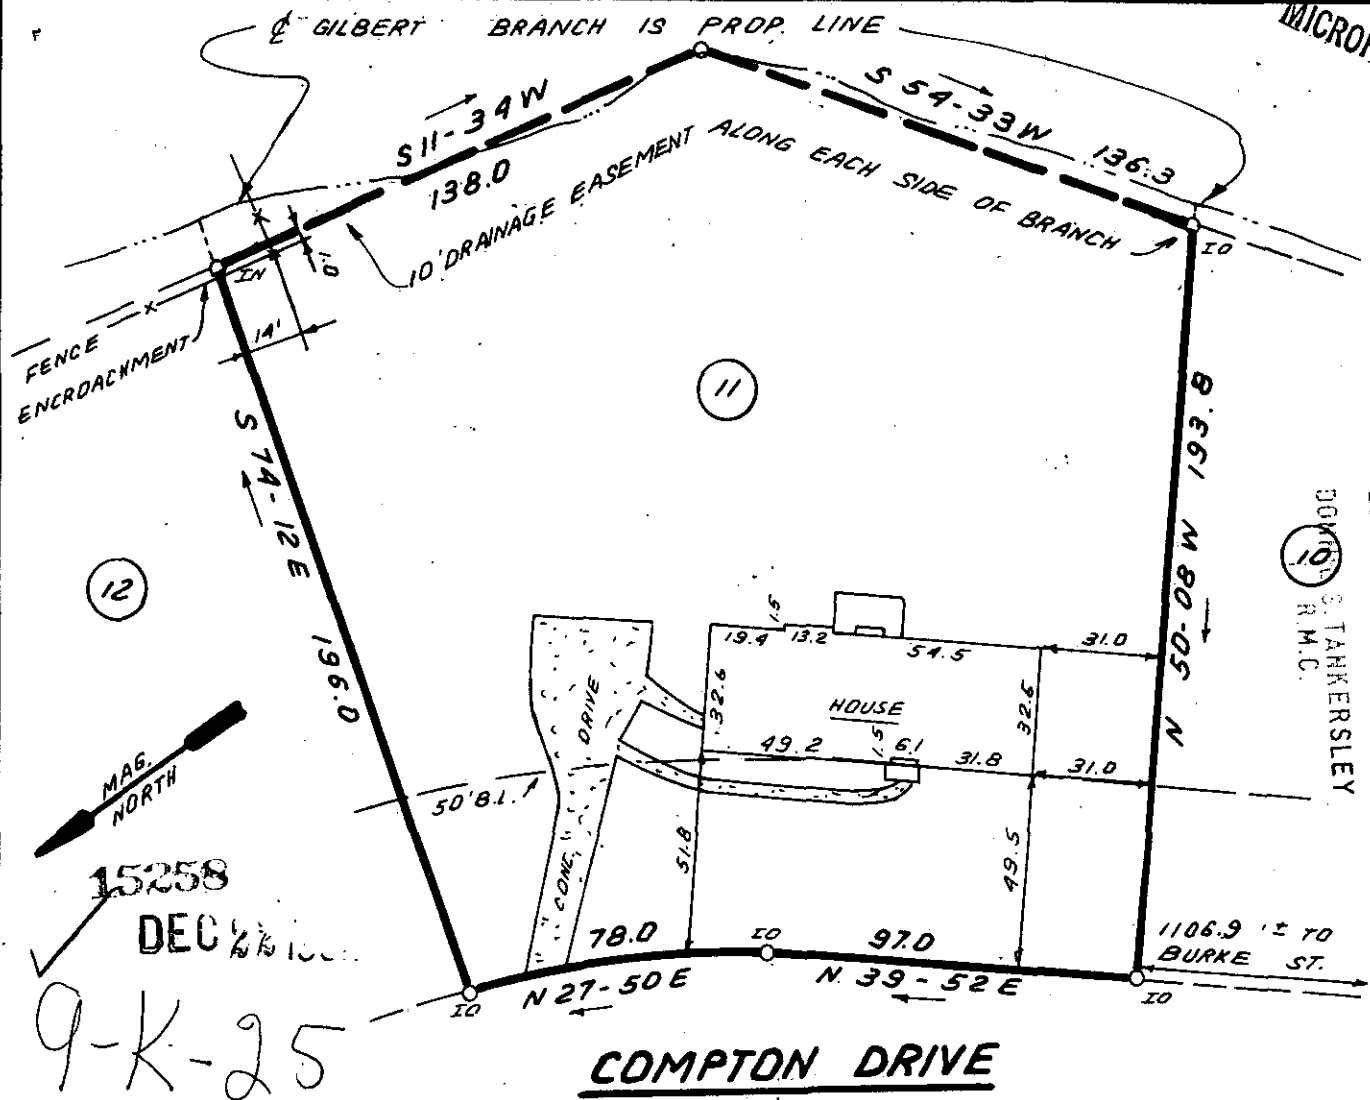 ℄ GILBERT BRANCH IS PROP. LINE
S 11-34 W
138.0
S 54-33 W 136.3
10' DRAINAGE EASEMENT ALONG EACH SIDE OF BRANCH
IN
1.0
14'
IO
FENCE
ENCROACHMENT
11
S 74-12 E 196.0
N 50-08 W 193.8
12
10
TANKERSLEY
R.M.C.
1.5
19.4 13.2
54.5
31.0
32.6
DRIVE
HOUSE
32.6
49.2
1.5
6.1
31.8
31.0
MAG.
NORTH
50' B.L.
51.8
49.5
CONC.
15258
DEC
78.0
IO
97.0
1106.9 '± TO
BURKE ST.
IO
N 27-50 E
N. 39-52 E
IO
9-K-25
COMPTON DRIVE